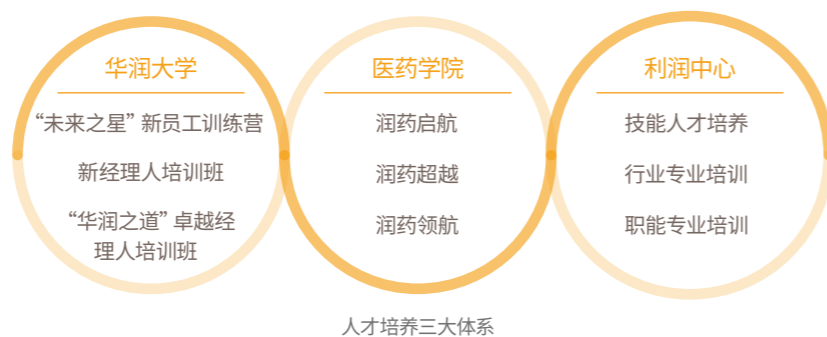 华润大学
“未来之星”新员工训练营
新经理人培训班
“华润之道”卓越经
理人培训班
医药学院
润药启航
润药超越
润药领航
利润中心
技能人才培养
行业专业培训
职能专业培训
人才培养三大体系